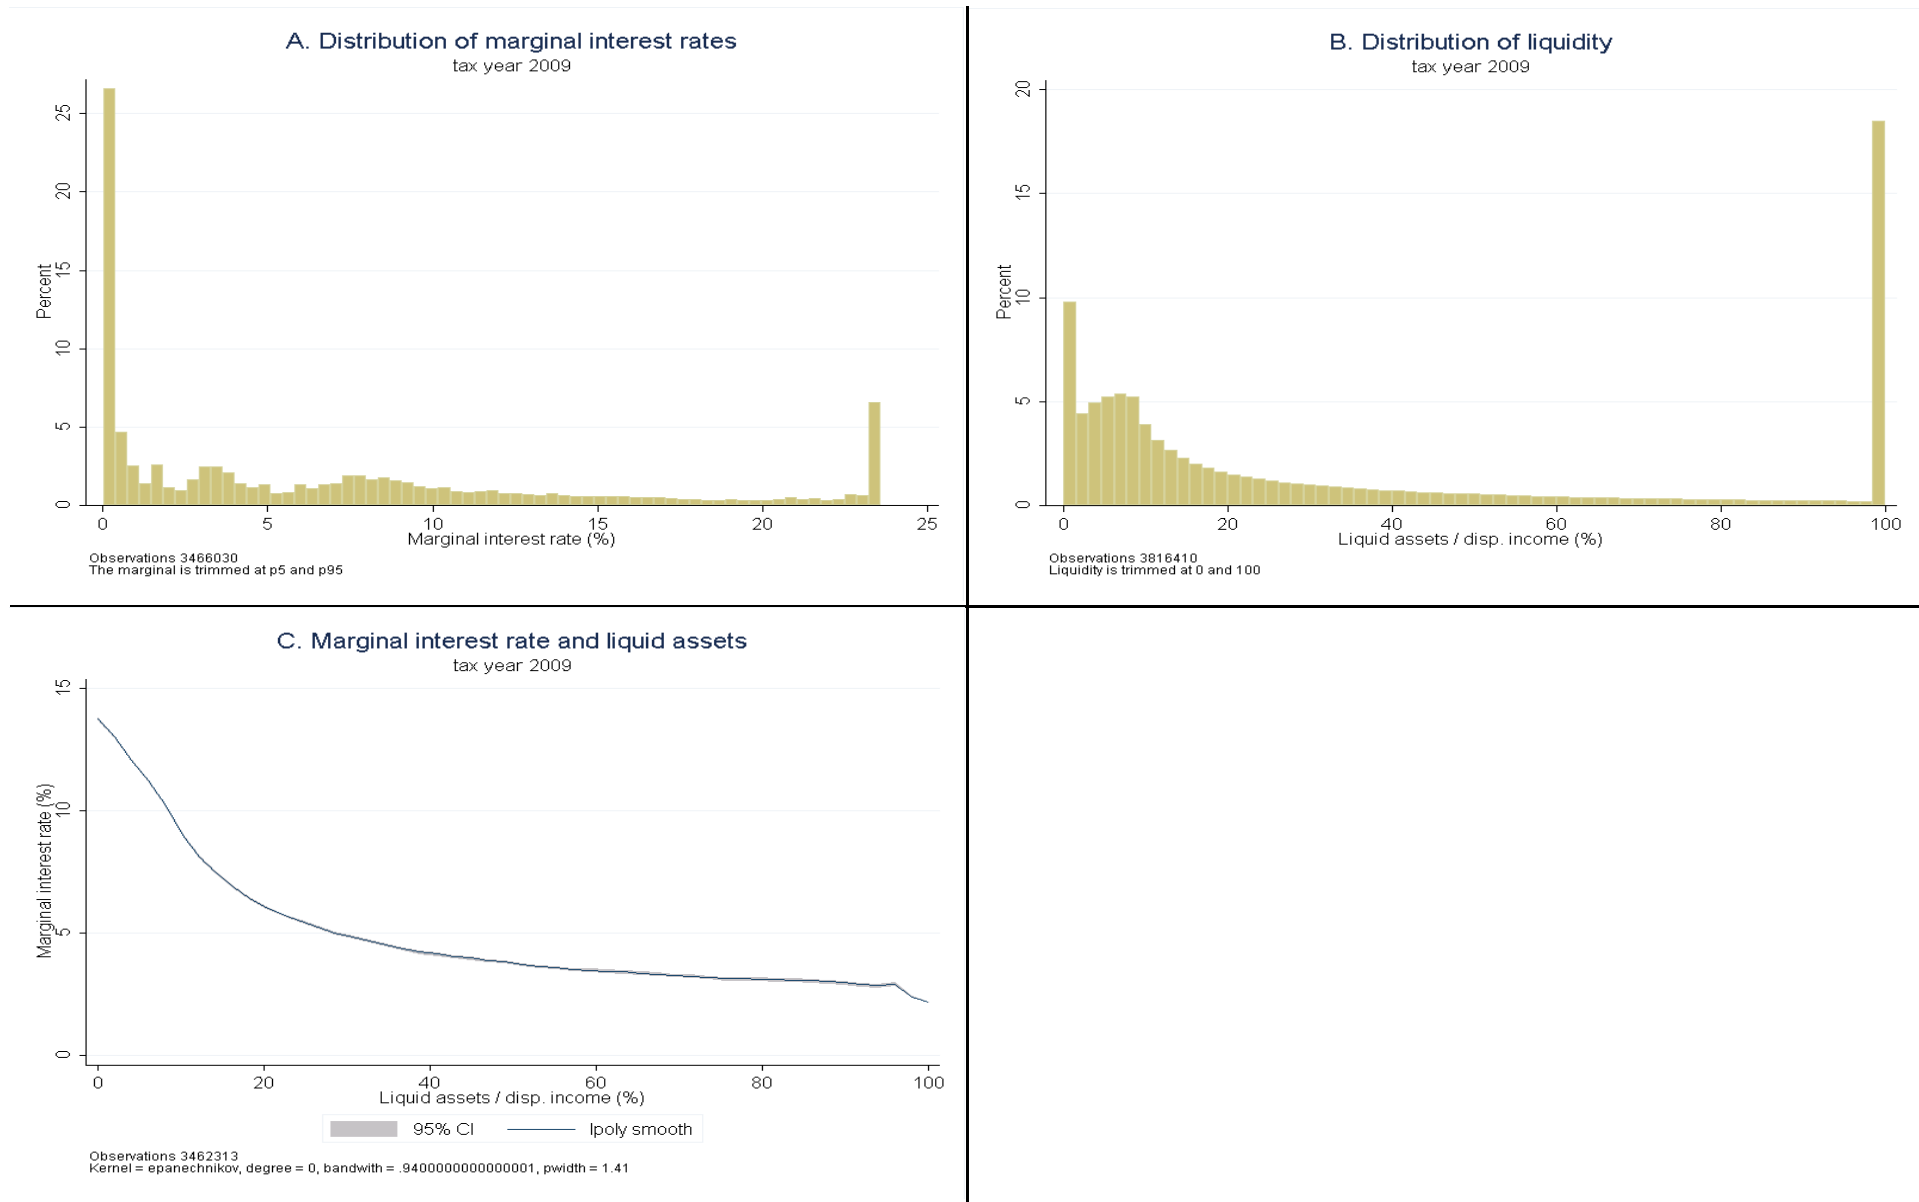 A. Distribution of marginal interest rates
tax year 2009
Percent
25
20
15
10
5
0
0 5 10 15 20 25
Marginal interest rate (%)
Observations 3466030
The marginal is trimmed at p5 and p95
B. Distribution of liquidity
tax year 2009
Percent
20
15
10
5
0
0 20 40 60 80 100
Liquid assets / disp. income (%)
Observations 3816410
Liquidity is trimmed at 0 and 100
C. Marginal interest rate and liquid assets
tax year 2009
Marginal interest rate (%)
15
10
5
0
0 20 40 60 80 100
Liquid assets / disp. income (%)
95% CI lpoly smooth
Observations 3462313
Kernel = epanechnikov, degree = 0, bandwith = .9400000000000001, pwidth = 1.41